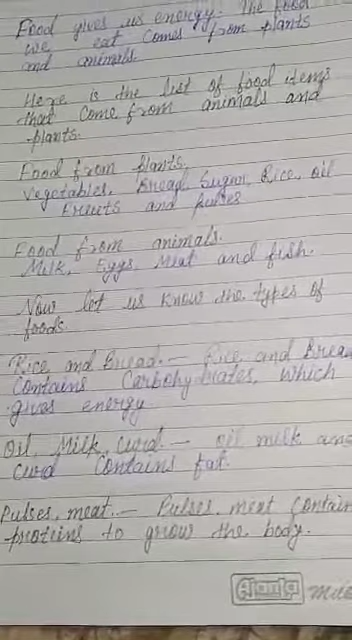 Food gives us energy. The food
we eat comes from plants
and animals
Here is the list of food items
that come from animals and
plants.
Food from plants.
Vegetables, Bread, Sugar, Rice, oil
Fruits and pulses
Food from animals.
Milk, Eggs, Meat and fish.
Now let us know the types of
foods
Rice and Bread. — Rice and Brea
contains Carbohydrates, which
gives energy.
Oil, Milk, Curd — Oil milk and
curd contains fat.
Pulses, meat. — Pulses, meat Contain
proteins to grow the body.